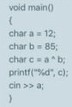 void main()
{
char a = 12;
char b = 85;
char c = a ^ b;
printf("%d", c);
cin >> a;
}